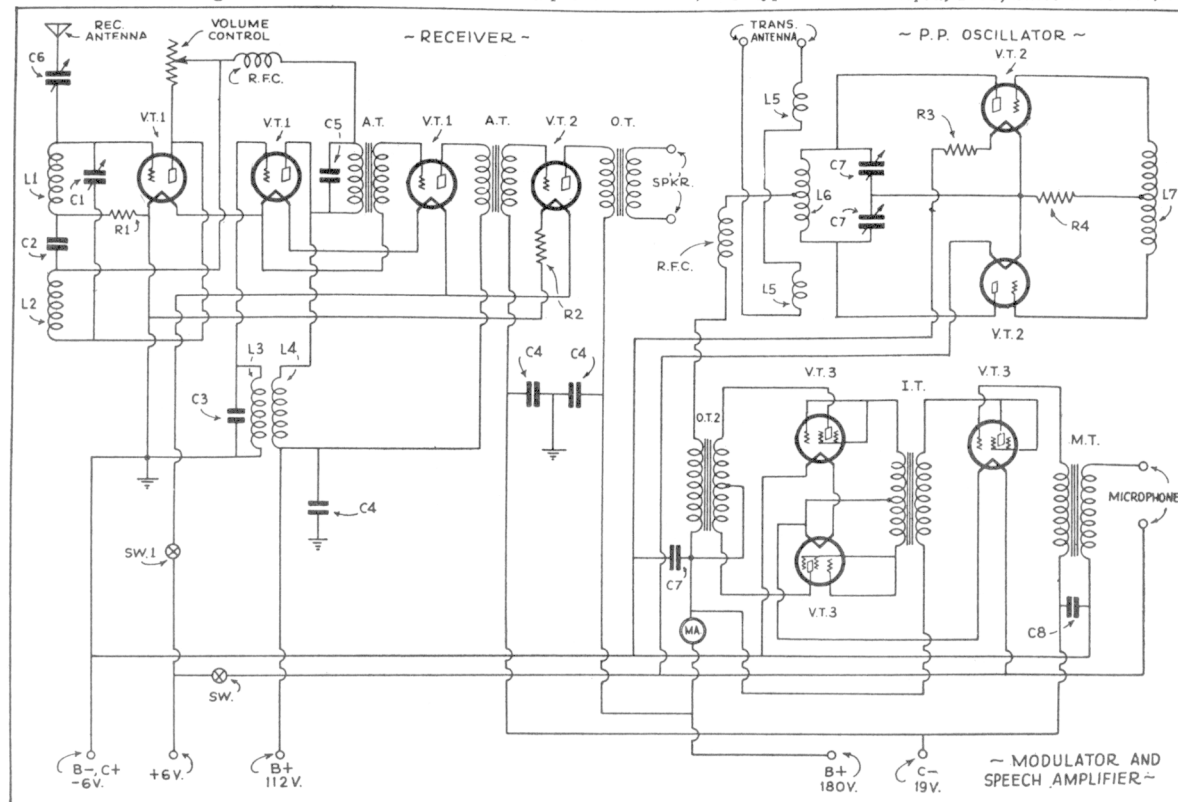 REC. ANTENNA
VOLUME CONTROL
~ RECEIVER ~
TRANS. ANTENNA
~ P.P. OSCILLATOR ~
C6
R.F.C.
V.T.2
V.T.1
V.T.1
C5
A.T.
V.T.1
A.T.
V.T.2
O.T.
L5
R3
L1
C1
SPKR.
C7
L6
C7
R4
L7
R1
C2
R.F.C.
L2
R2
L5
V.T.2
L3
L4
C4
C4
V.T.3
I.T.
V.T.3
C3
O.T.2
M.T.
MICROPHONE
C4
SW.1
C7
V.T.3
MA.
C8
SW.
B-, C+
-6V.
+6V.
B+
112V.
B+
180V.
C-
19V.
~ MODULATOR AND
SPEECH AMPLIFIER ~